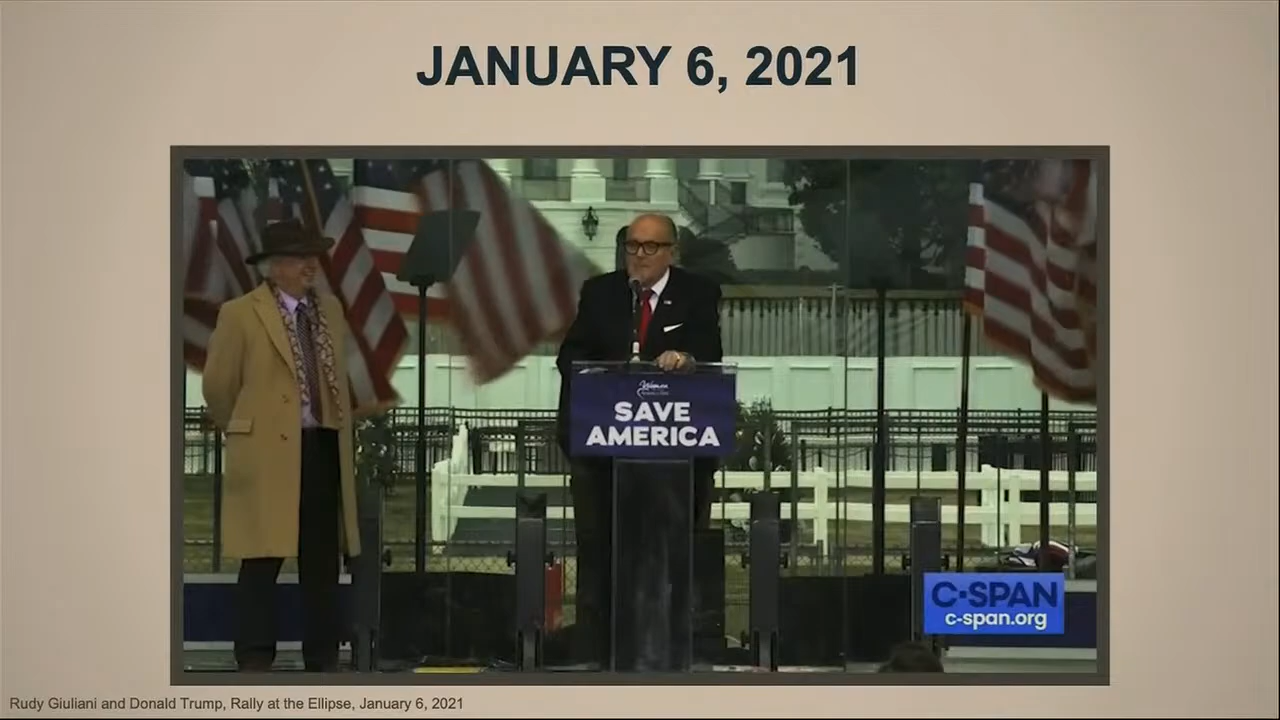 JANUARY 6, 2021
SAVE
AMERICA
C-SPAN
c-span.org
Rudy Giuliani and Donald Trump, Rally at the Ellipse, January 6, 2021